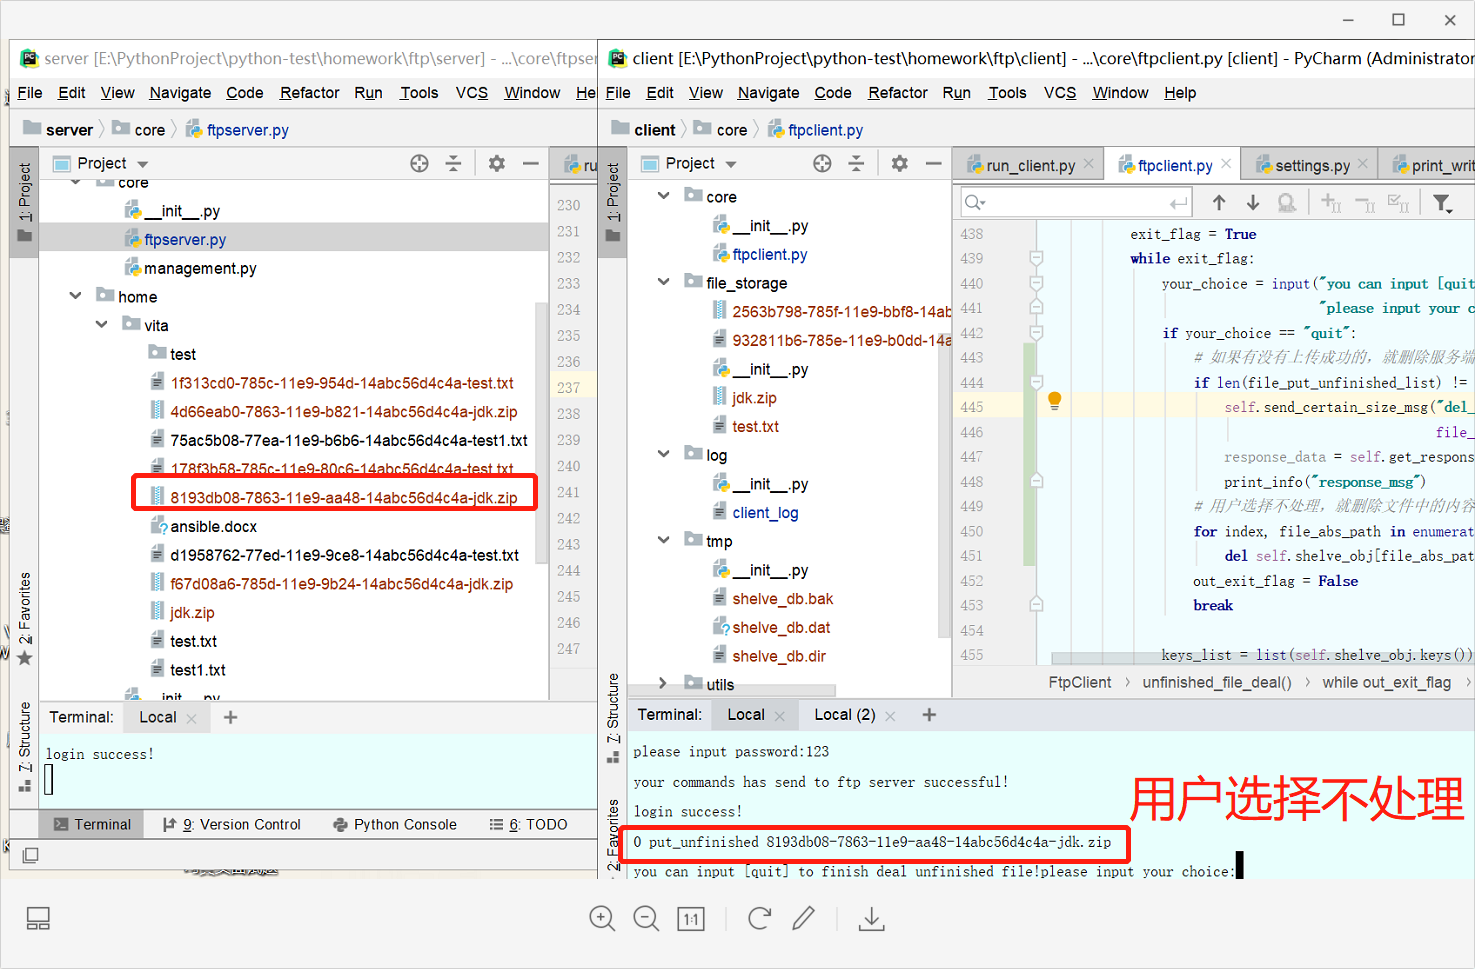 server [E:\PythonProject\python-test\homework\ftp\server] - ...\core\ftpser
File Edit View Navigate Code Refactor Run Tools VCS Window He
server core ftpserver.py
Project
ru
1: Project
core
__init__.py
ftpserver.py
management.py
home
vita
test
1f313cd0-785c-11e9-954d-14abc56d4c4a-test.txt
4d66eab0-7863-11e9-b821-14abc56d4c4a-jdk.zip
75ac5b08-77ea-11e9-b6b6-14abc56d4c4a-test1.txt
178f3b58-785c-11e9-80c6-14abc56d4c4a-test.txt
8193db08-7863-11e9-aa48-14abc56d4c4a-jdk.zip
ansible.docx
d1958762-77ed-11e9-9ce8-14abc56d4c4a-test.txt
f67d08a6-785d-11e9-9b24-14abc56d4c4a-jdk.zip
jdk.zip
test.txt
test1.txt
__init__.py
230
231
232
233
234
235
236
237
238
239
240
241
242
243
244
245
246
247
2: Favorites
7: Structure
Terminal: Local +
login success!
Terminal 9: Version Control Python Console 6: TODO
client [E:\PythonProject\python-test\homework\ftp\client] - ...\core\ftpclient.py [client] - PyCharm (Administrator
File Edit View Navigate Code Refactor Run Tools VCS Window Help
client core ftpclient.py
Project
run_client.py ftpclient.py settings.py print_writ
1: Project
core
__init__.py
ftpclient.py
file_storage
2563b798-785f-11e9-bbf8-14ab
932811b6-785e-11e9-b0dd-14a
__init__.py
jdk.zip
test.txt
log
__init__.py
client_log
tmp
__init__.py
shelve_db.bak
shelve_db.dat
shelve_db.dir
utils
438 exit_flag = True
439 while exit_flag:
440 your_choice = input("you can input [quit
441 "please input your c
442 if your_choice == "quit":
443 # 如果有没有上传成功的，就删除服务端
444 if len(file_put_unfinished_list) !=
445 self.send_certain_size_msg("del_
446 file_
447 response_data = self.get_respons
448 print_info("response_msg")
449 # 用户选择不处理，就删除文件中的内容
450 for index, file_abs_path in enumerat
451 del self.shelve_obj[file_abs_pat
452 out_exit_flag = False
453 break
454
455 keys_list = list(self.shelve_obj.keys())
FtpClient unfinished_file_deal() while out_exit_flag
7: Structure
2: Favorites
Terminal: Local Local (2) +
please input password:123
your commands has send to ftp server successful!
login success!
用户选择不处理
0 put_unfinished 8193db08-7863-11e9-aa48-14abc56d4c4a-jdk.zip
you can input [quit] to finish deal unfinished file!please input your choice:
1:1